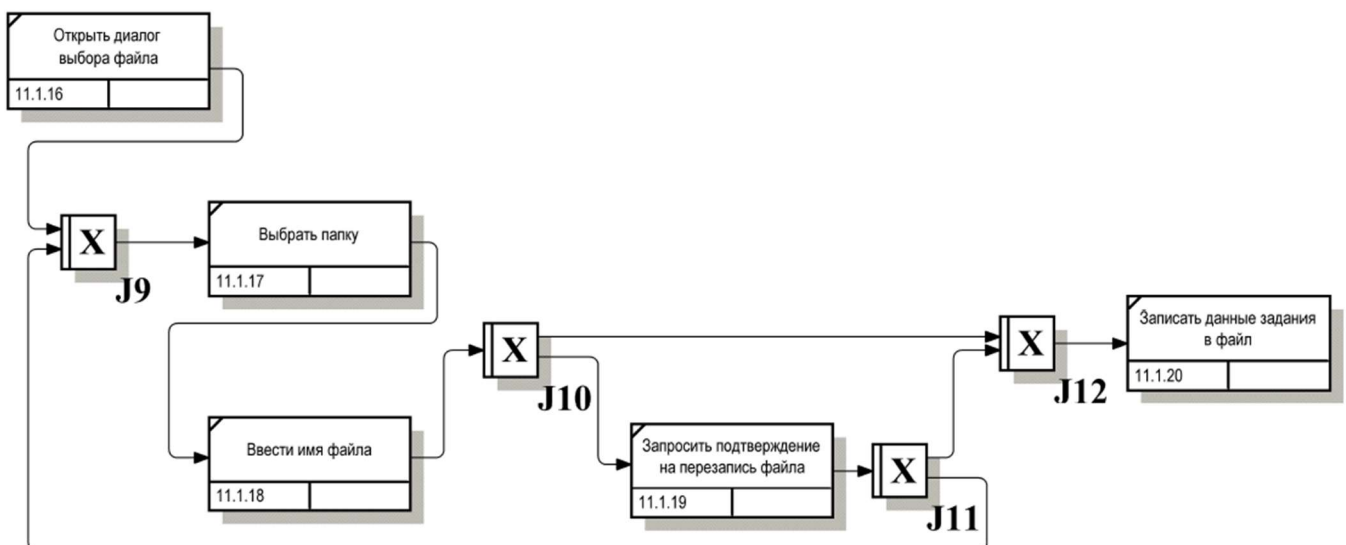 Открыть диалог
выбора файла
11.1.16
X
J9
Выбрать папку
11.1.17
X
J10
Ввести имя файла
11.1.18
Запросить подтверждение
на перезапись файла
11.1.19
X
J11
X
J12
Записать данные задания
в файл
11.1.20